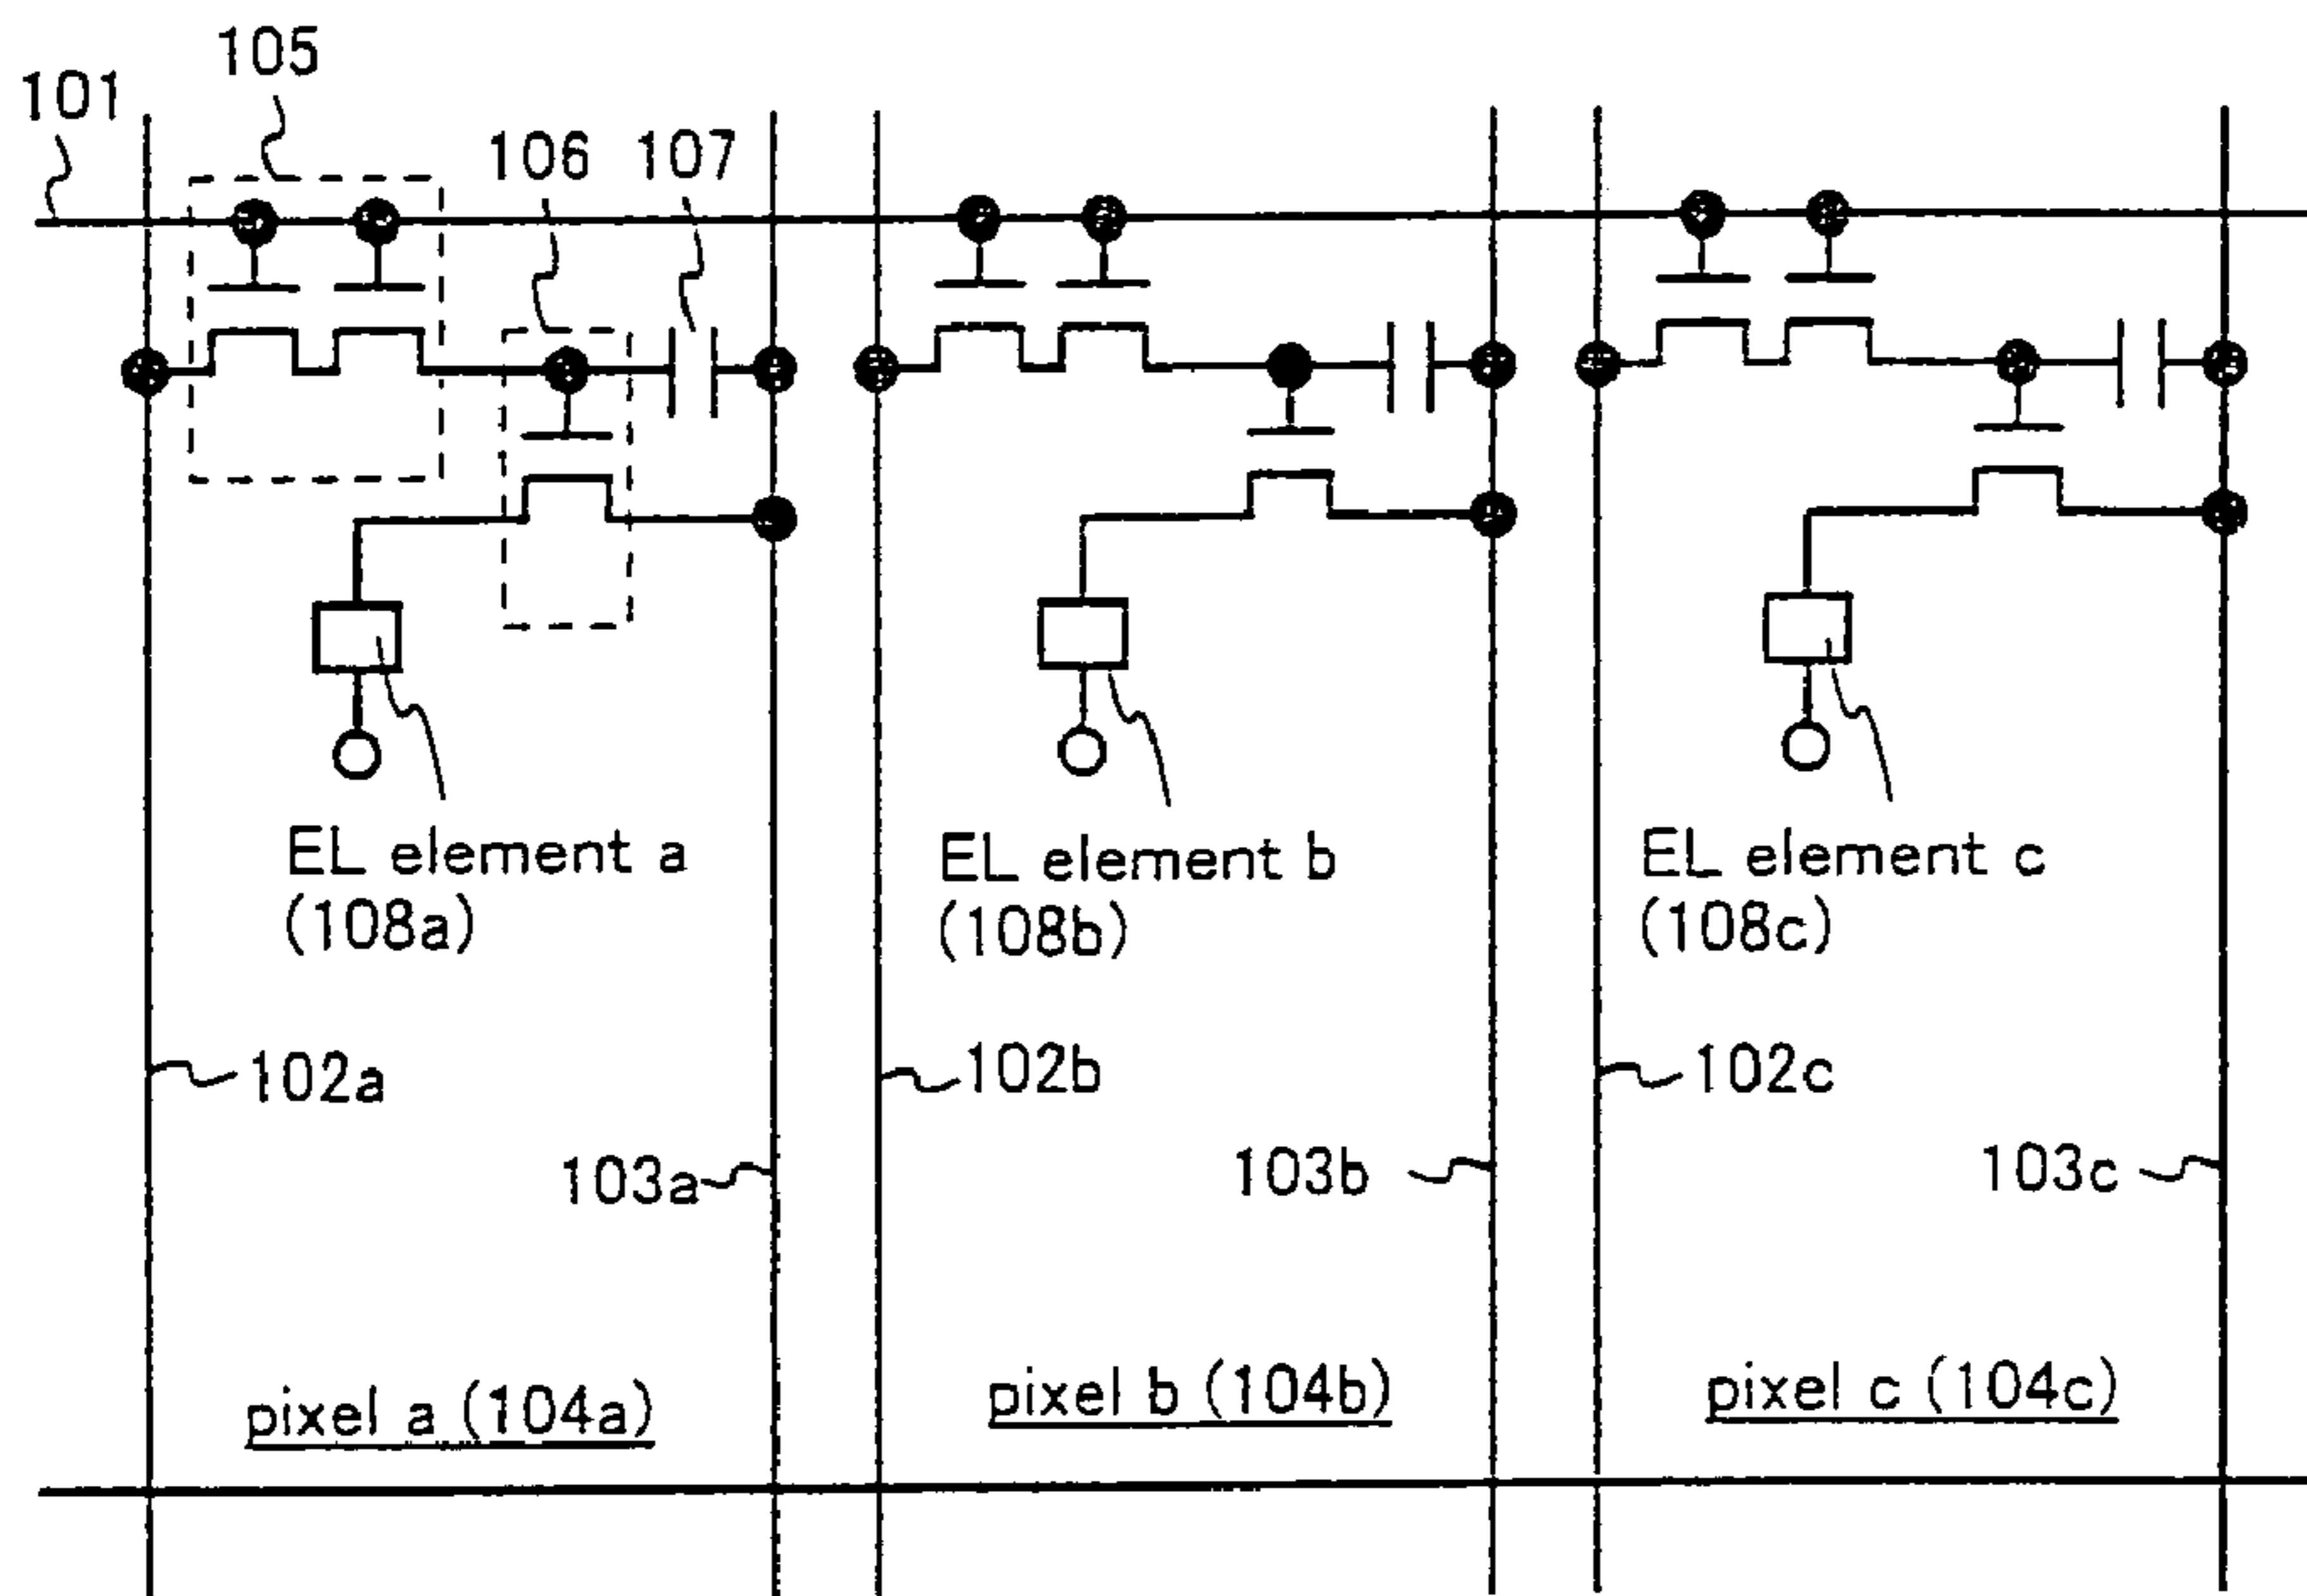 105
101
106
107
EL element a
(108a)
EL element b
(108b)
EL element c
(108c)
102a
102b
102c
103a
103b
103c
pixel a (104a)
pixel b (104b)
pixel c (104c)